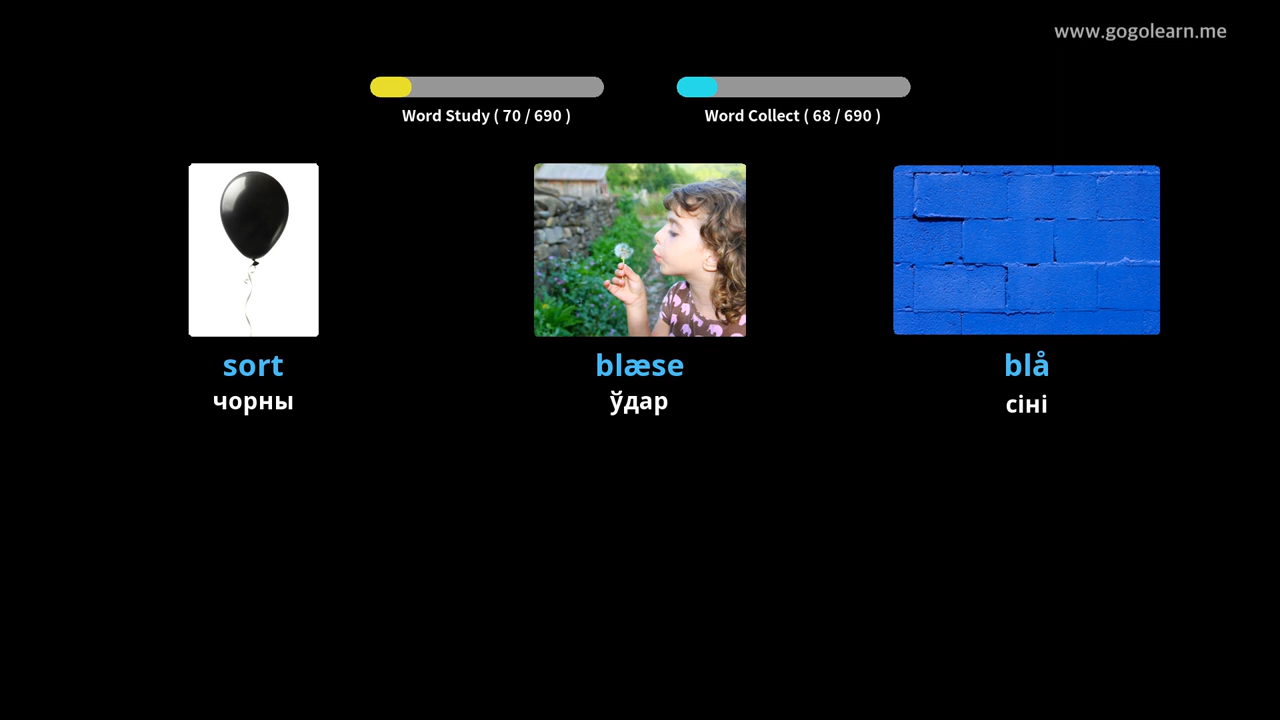 www.gogolearn.me
Word Study ( 70 / 690 )
Word Collect ( 68 / 690 )
sort
чорны
blæse
ўдар
blå
сіні